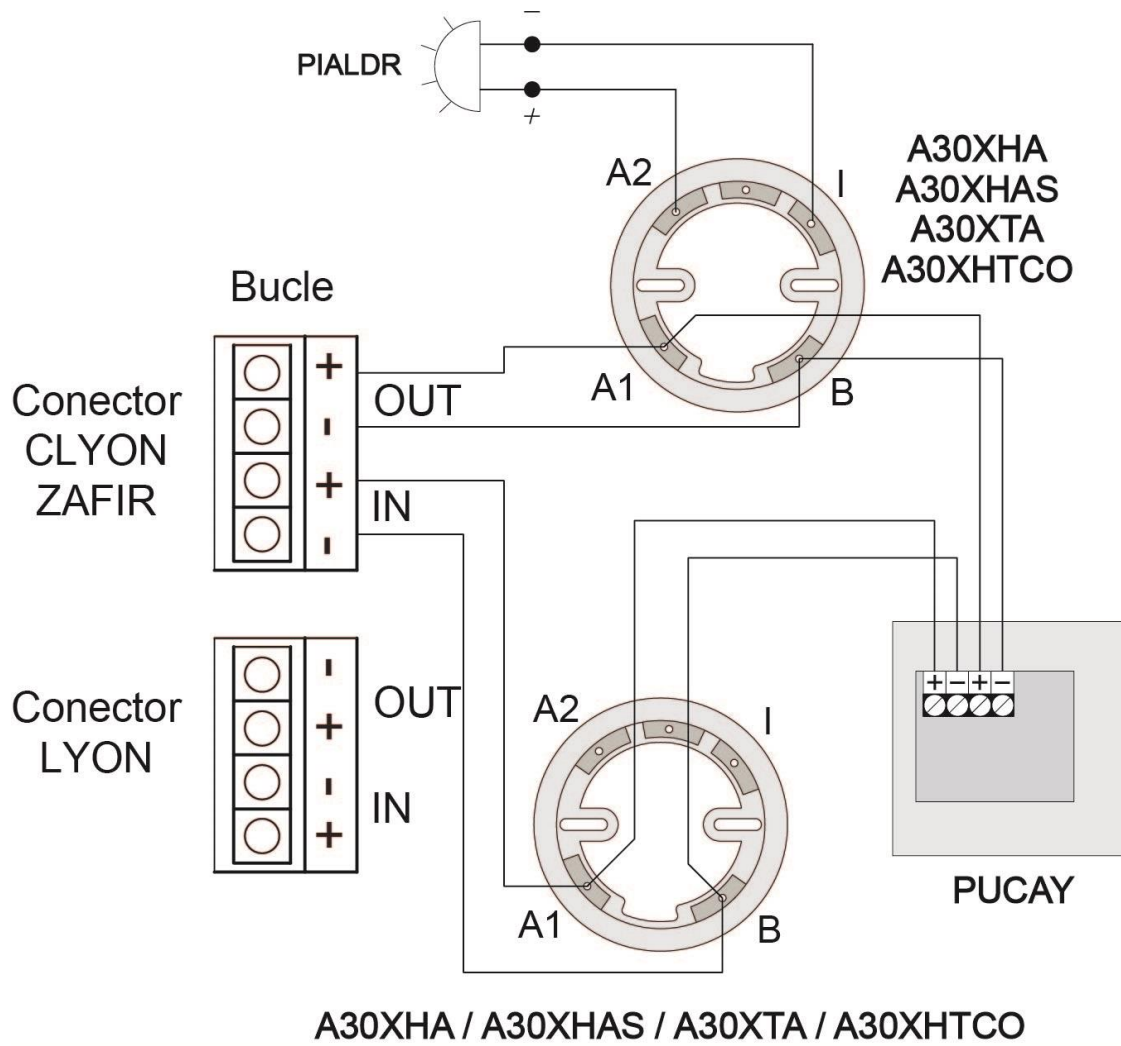 −
PIALDR
+
A2
I
A30XHA
A30XHAS
A30XTA
A30XHTCO
Bucle
Conector
CLYON
ZAFIR
+
OUT
-
+
IN
-
A1
B
Conector
LYON
-
OUT
+
-
IN
+
A2
I
A1
B
+ − + −
PUCAY
A30XHA / A30XHAS / A30XTA / A30XHTCO